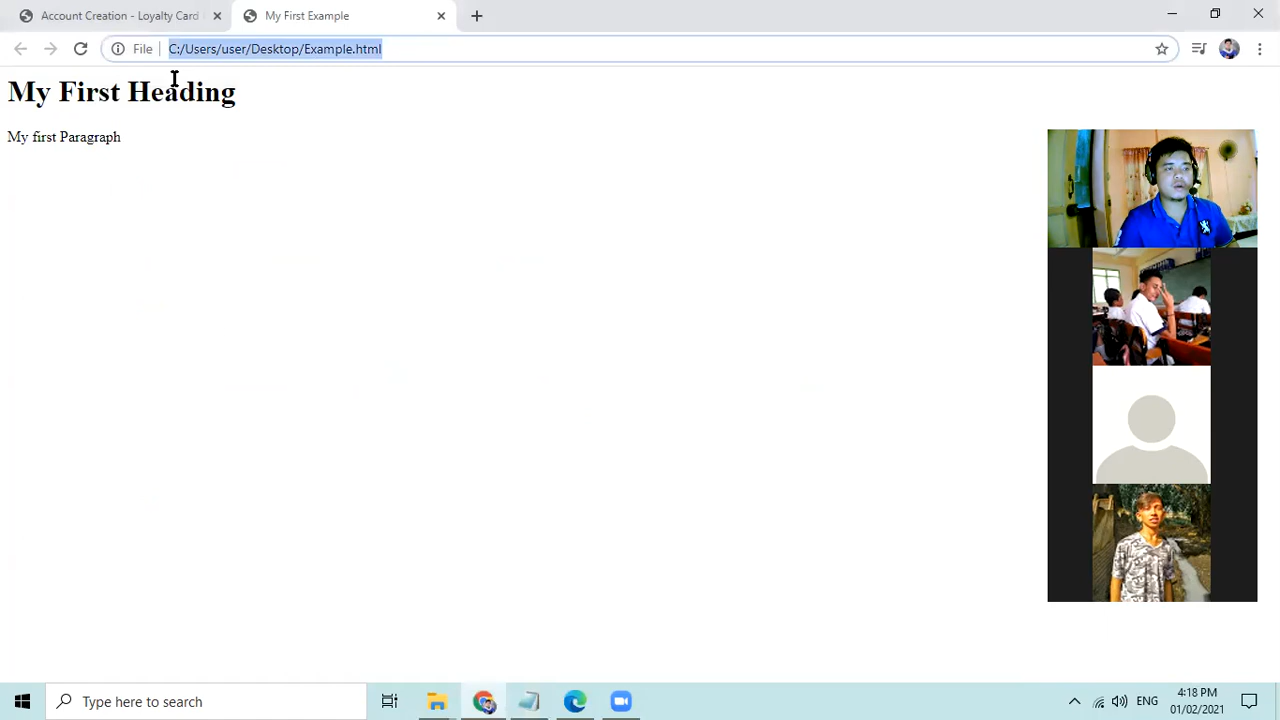 Account Creation - Loyalty Card
My First Example
File
C:/Users/user/Desktop/Example.html
My First Heading
My first Paragraph
Type here to search
ENG
4:18 PM
01/02/2021